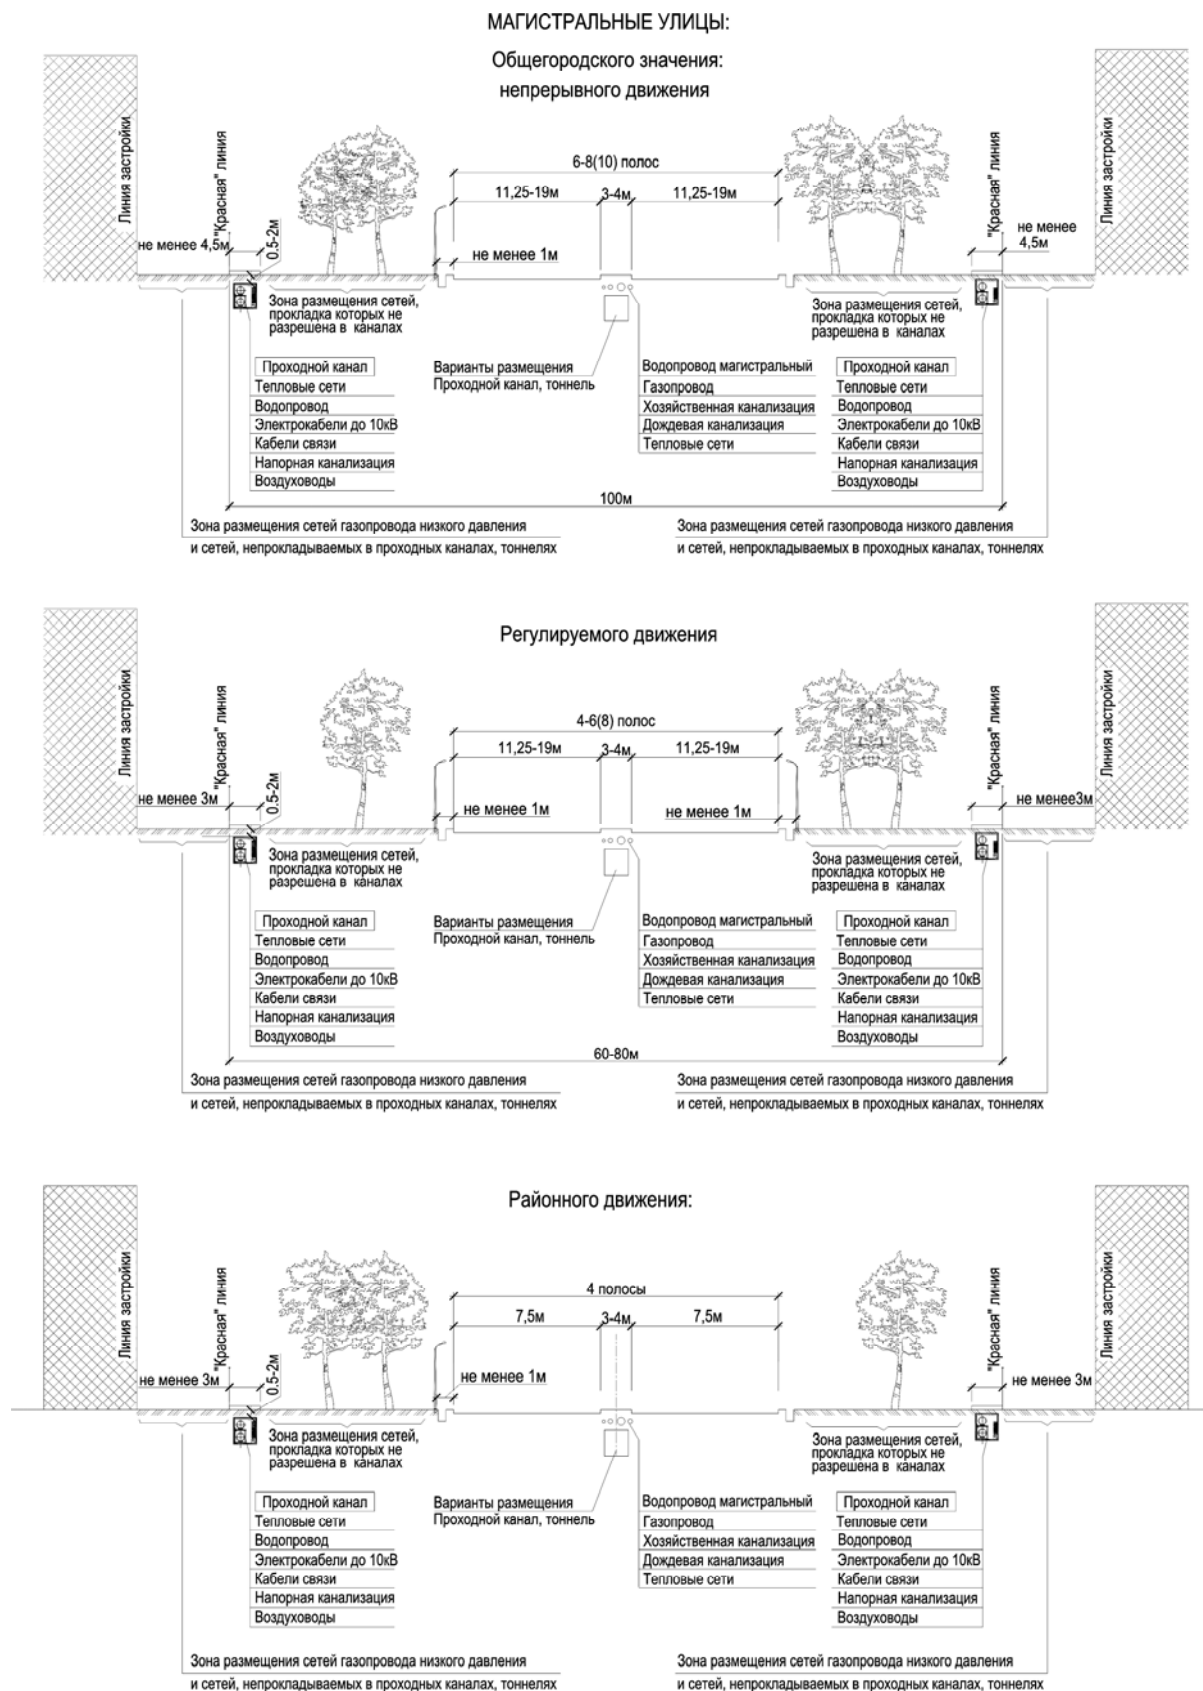 МАГИСТРАЛЬНЫЕ УЛИЦЫ:
Общегородского значения:
непрерывного движения
Линия застройки
"Красная" линия
6-8(10) полос
11,25-19м
3-4м
11,25-19м
"Красная" линия
Линия застройки
не менее 4,5м
0.5-2м
не менее 1м
не менее
4,5м
Зона размещения сетей,
прокладка которых не
разрешена в каналах
Зона размещения сетей,
прокладка которых не
разрешена в каналах
Проходной канал
Тепловые сети
Водопровод
Электрокабели до 10кВ
Кабели связи
Напорная канализация
Воздуховоды
Варианты размещения
Проходной канал, тоннель
Водопровод магистральный
Газопровод
Хозяйственная канализация
Дождевая канализация
Тепловые сети
Проходной канал
Тепловые сети
Водопровод
Электрокабели до 10кВ
Кабели связи
Напорная канализация
Воздуховоды
100м
Зона размещения сетей газопровода низкого давления
и сетей, непрокладываемых в проходных каналах, тоннелях
Зона размещения сетей газопровода низкого давления
и сетей, непрокладываемых в проходных каналах, тоннелях
Регулируемого движения
Линия застройки
"Красная" линия
4-6(8) полос
11,25-19м
3-4м
11,25-19м
"Красная" линия
Линия застройки
не менее 3м
0.5-2м
не менее 1м
не менее 1м
не менее3м
Зона размещения сетей,
прокладка которых не
разрешена в каналах
Зона размещения сетей,
прокладка которых не
разрешена в каналах
Проходной канал
Тепловые сети
Водопровод
Электрокабели до 10кВ
Кабели связи
Напорная канализация
Воздуховоды
Варианты размещения
Проходной канал, тоннель
Водопровод магистральный
Газопровод
Хозяйственная канализация
Дождевая канализация
Тепловые сети
Проходной канал
Тепловые сети
Водопровод
Электрокабели до 10кВ
Кабели связи
Напорная канализация
Воздуховоды
60-80м
Зона размещения сетей газопровода низкого давления
и сетей, непрокладываемых в проходных каналах, тоннелях
Зона размещения сетей газопровода низкого давления
и сетей, непрокладываемых в проходных каналах, тоннелях
Районного движения:
Линия застройки
"Красная" линия
4 полосы
7,5м
3-4м
7,5м
"Красная" линия
Линия застройки
не менее 3м
0.5-2м
не менее 1м
не менее 3м
Зона размещения сетей,
прокладка которых не
разрешена в каналах
Зона размещения сетей,
прокладка которых не
разрешена в каналах
Проходной канал
Тепловые сети
Водопровод
Электрокабели до 10кВ
Кабели связи
Напорная канализация
Воздуховоды
Варианты размещения
Проходной канал, тоннель
Водопровод магистральный
Газопровод
Хозяйственная канализация
Дождевая канализация
Тепловые сети
Проходной канал
Тепловые сети
Водопровод
Электрокабели до 10кВ
Кабели связи
Напорная канализация
Воздуховоды
Зона размещения сетей газопровода низкого давления
и сетей, непрокладываемых в проходных каналах, тоннелях
Зона размещения сетей газопровода низкого давления
и сетей, непрокладываемых в проходных каналах, тоннелях